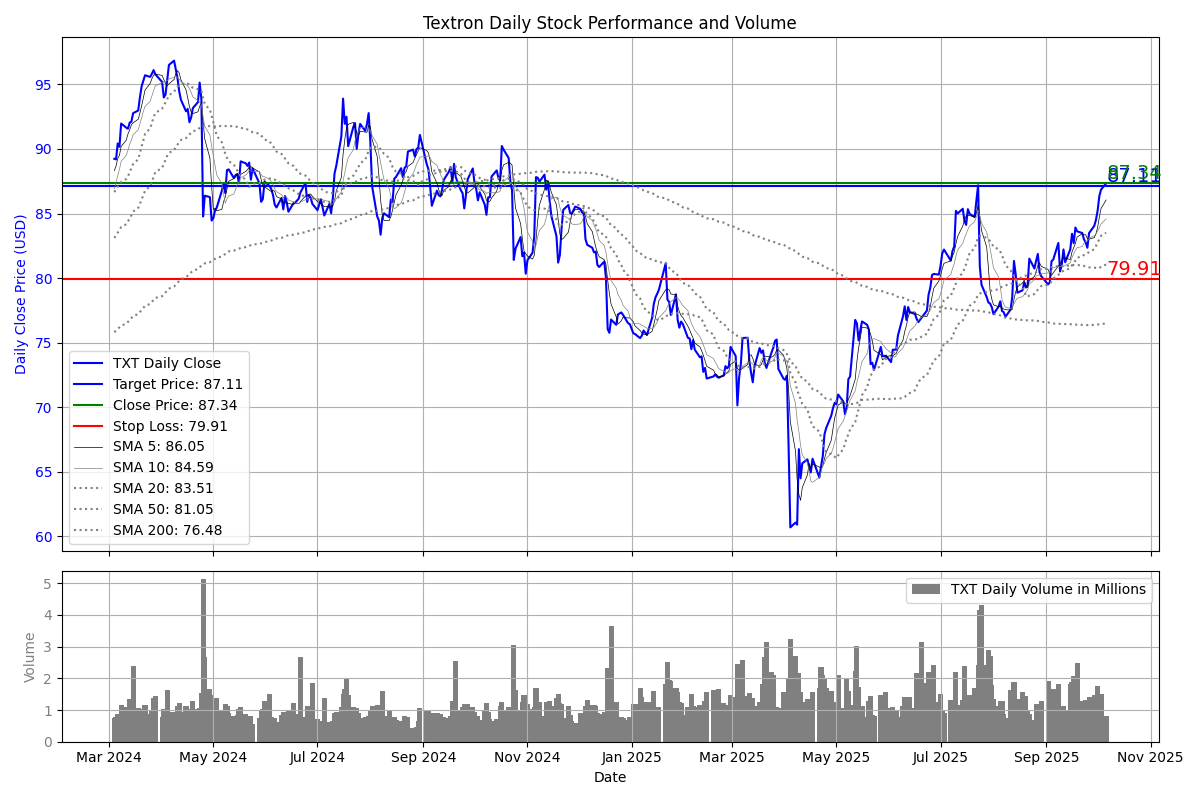 Textron Daily Stock Performance and Volume
Daily Close Price (USD)
95
90
85
80
75
70
65
60
87.34
87.11
79.91
TXT Daily Close
Target Price: 87.11
Close Price: 87.34
Stop Loss: 79.91
SMA 5: 86.05
SMA 10: 84.59
SMA 20: 83.51
SMA 50: 81.05
SMA 200: 76.48
Volume
5
4
3
2
1
0
TXT Daily Volume in Millions
Mar 2024 May 2024 Jul 2024 Sep 2024 Nov 2024 Jan 2025 Mar 2025 May 2025 Jul 2025 Sep 2025 Nov 2025
Date